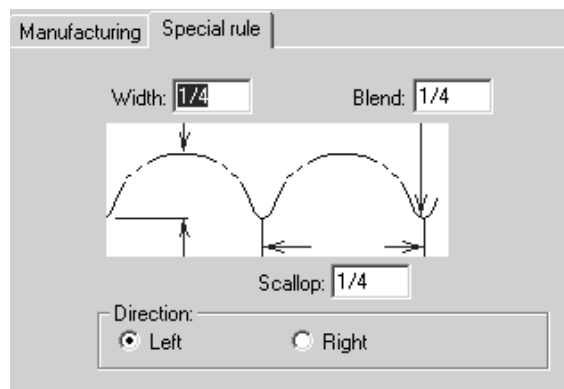 Manufacturing Special rule
Width: 1/4 Blend: 1/4
Scallop: 1/4
Direction:
Left Right